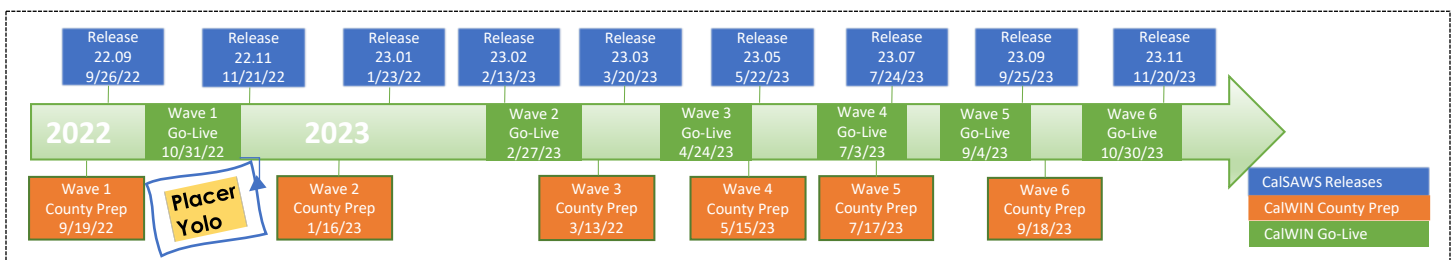 Release
22.09
9/26/22
Release
22.11
11/21/22
Release
23.01
1/23/22
Release
23.02
2/13/23
Release
23.03
3/20/23
Release
23.05
5/22/23
Release
23.07
7/24/23
Release
23.09
9/25/23
Release
23.11
11/20/23
2022
Wave 1
Go-Live
10/31/22
2023
Wave 2
Go-Live
2/27/23
Wave 3
Go-Live
4/24/23
Wave 4
Go-Live
7/3/23
Wave 5
Go-Live
9/4/23
Wave 6
Go-Live
10/30/23
Wave 1
County Prep
9/19/22
Placer
Yolo
Wave 2
County Prep
1/16/23
Wave 3
County Prep
3/13/22
Wave 4
County Prep
5/15/23
Wave 5
County Prep
7/17/23
Wave 6
County Prep
9/18/23
CalSAWS Releases
CalWIN County Prep
CalWIN Go-Live